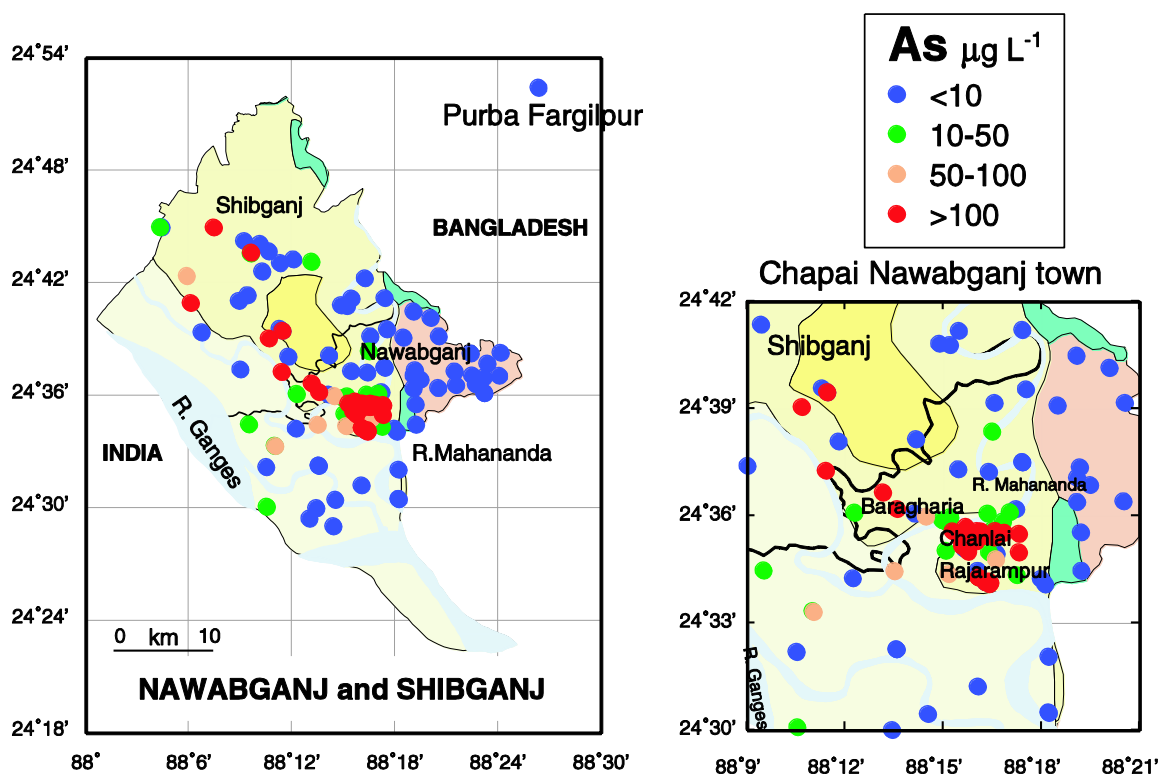 As µg L-1
<10
10-50
50-100
>100
24°54’
24°48’
24°42’
24°36’
24°30’
24°24’
24°18’
Purba Fargilpur
Shibganj
BANGLADESH
Nawabganj
R. Ganges
INDIA
R.Mahananda
0 km 10
NAWABGANJ and SHIBGANJ
88°
88°6’
88°12’
88°18’
88°24’
88°30’
Chapai Nawabganj town
24°42’
24°39’
24°36’
24°33’
24°30’
Shibganj
R. Mahananda
Baragharia
Chanlai
Rajarampur
R. Ganges
88°9’
88°12’
88°15’
88°18’
88°21’